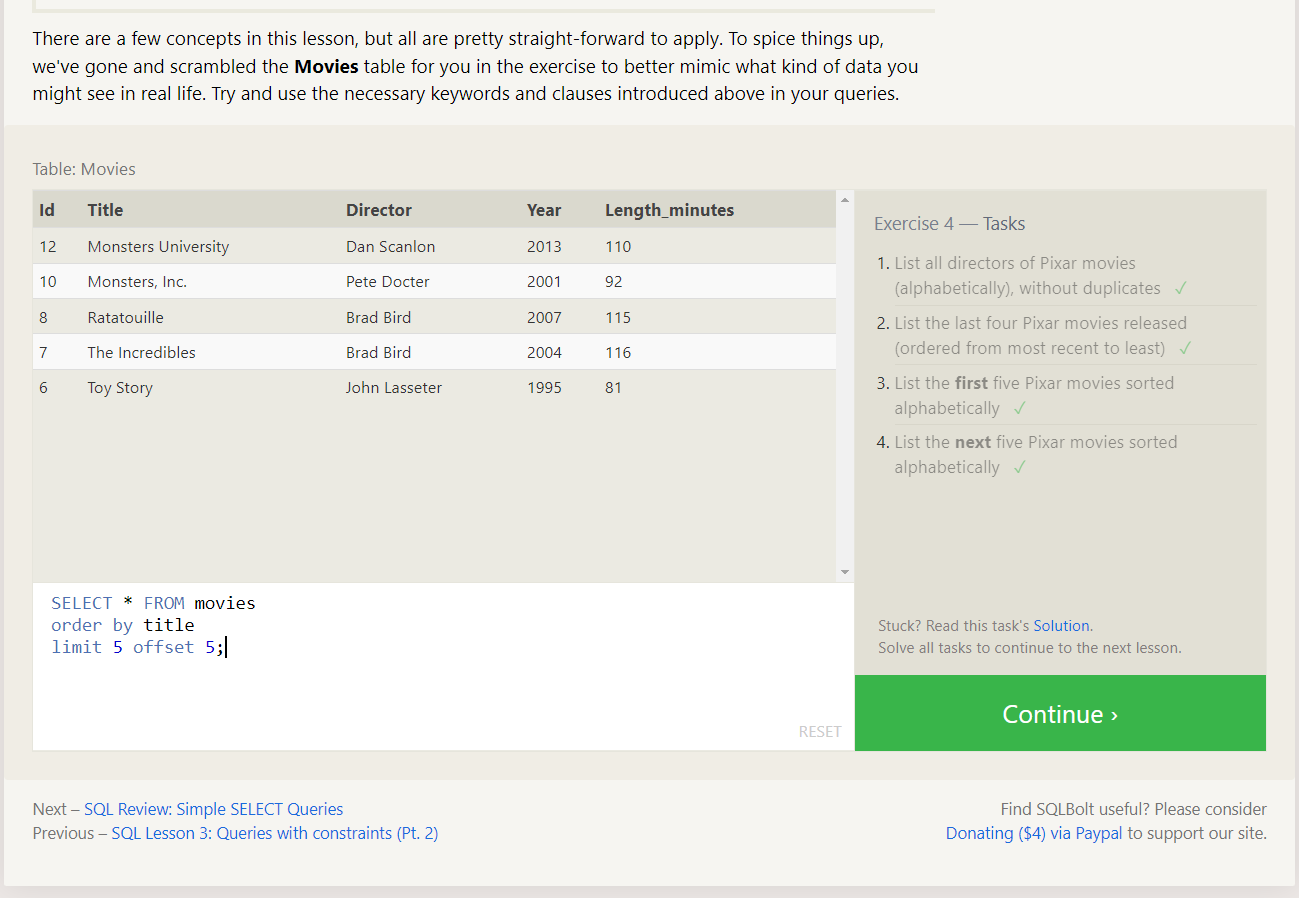 There are a few concepts in this lesson, but all are pretty straight-forward to apply. To spice things up,
we've gone and scrambled the Movies table for you in the exercise to better mimic what kind of data you
might see in real life. Try and use the necessary keywords and clauses introduced above in your queries.
Table: Movies
Id Title Director Year Length_minutes
12 Monsters University Dan Scanlon 2013 110
10 Monsters, Inc. Pete Docter 2001 92
8 Ratatouille Brad Bird 2007 115
7 The Incredibles Brad Bird 2004 116
6 Toy Story John Lasseter 1995 81
SELECT * FROM movies
order by title
limit 5 offset 5;
RESET
Exercise 4 — Tasks
1. List all directors of Pixar movies
(alphabetically), without duplicates ✓
2. List the last four Pixar movies released
(ordered from most recent to least) ✓
3. List the first five Pixar movies sorted
alphabetically ✓
4. List the next five Pixar movies sorted
alphabetically ✓
Stuck? Read this task's Solution.
Solve all tasks to continue to the next lesson.
Continue ›
Next – SQL Review: Simple SELECT Queries
Previous – SQL Lesson 3: Queries with constraints (Pt. 2)
Find SQLBolt useful? Please consider
Donating ($4) via Paypal to support our site.